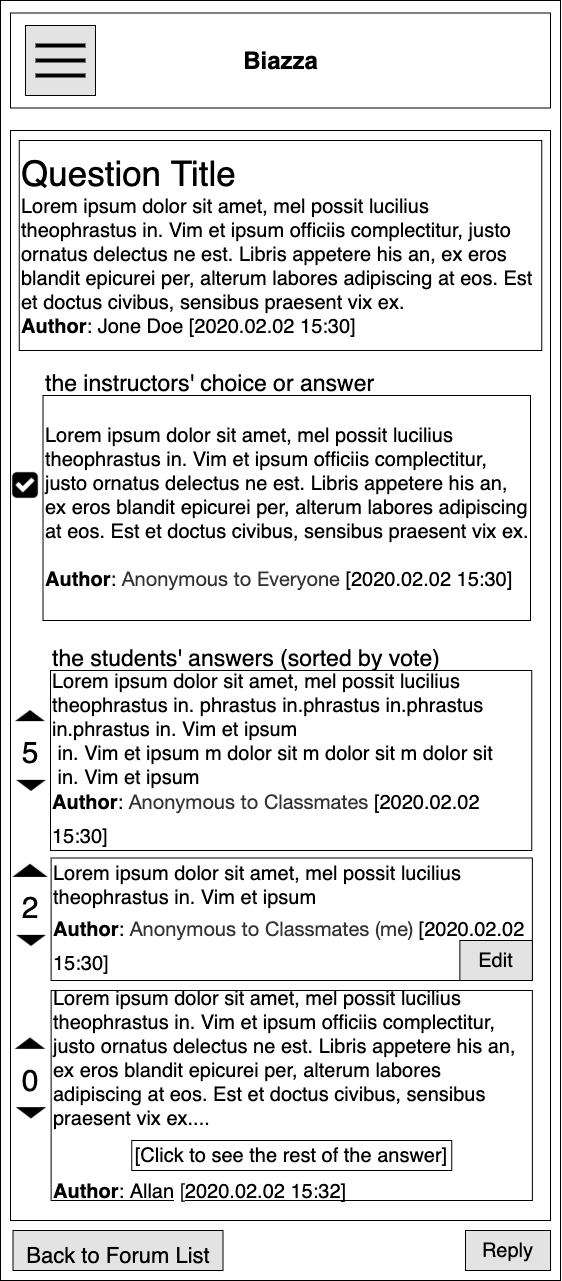 Biazza
Question Title
Lorem ipsum dolor sit amet, mel possit lucilius
theophrastus in. Vim et ipsum officiis complectitur, justo
ornatus delectus ne est. Libris appetere his an, ex eros
blandit epicurei per, alterum labores adipiscing at eos. Est
et doctus civibus, sensibus praesent vix ex.
Author: Jone Doe [2020.02.02 15:30]
the instructors' choice or answer
Lorem ipsum dolor sit amet, mel possit lucilius
theophrastus in. Vim et ipsum officiis complectitur,
justo ornatus delectus ne est. Libris appetere his an,
ex eros blandit epicurei per, alterum labores adipiscing
at eos. Est et doctus civibus, sensibus praesent vix ex.
Author: Anonymous to Everyone [2020.02.02 15:30]
the students' answers (sorted by vote)
Lorem ipsum dolor sit amet, mel possit lucilius
theophrastus in. phrastus in.phrastus in.phrastus
in.phrastus in. Vim et ipsum
5
in. Vim et ipsum m dolor sit m dolor sit m dolor sit
in. Vim et ipsum
Author: Anonymous to Classmates [2020.02.02
15:30]
Lorem ipsum dolor sit amet, mel possit lucilius
theophrastus in. Vim et ipsum
2
Author: Anonymous to Classmates (me) [2020.02.02
15:30]
Edit
Lorem ipsum dolor sit amet, mel possit lucilius
theophrastus in. Vim et ipsum officiis complectitur,
justo ornatus delectus ne est. Libris appetere his an,
ex eros blandit epicurei per, alterum labores
0
adipiscing at eos. Est et doctus civibus, sensibus
praesent vix ex....
[Click to see the rest of the answer]
Author: Allan [2020.02.02 15:32]
Back to Forum List
Reply